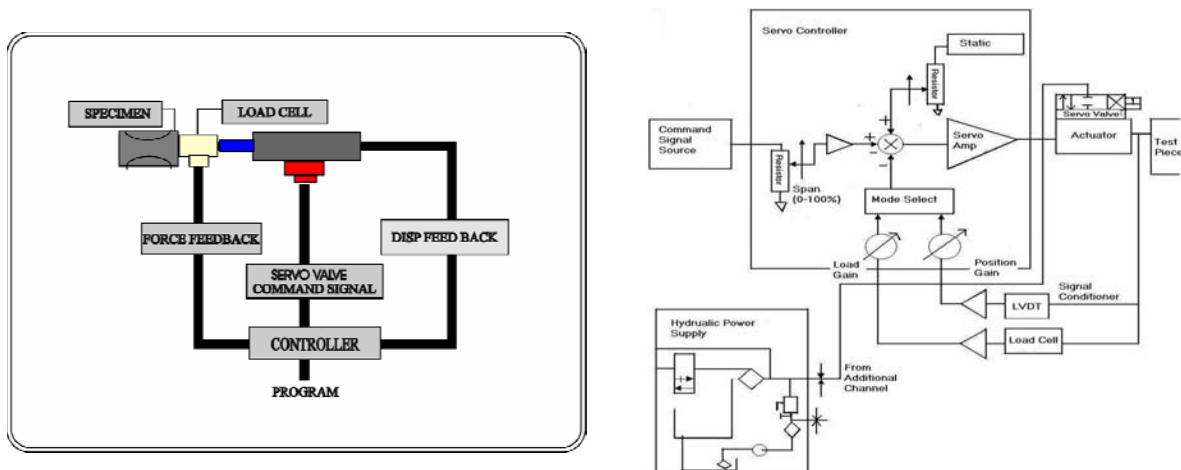 SPECIMEN
LOAD CELL
FORCE FEEDBACK
DISP FEED BACK
SERVO VALVE
COMMAND SIGNAL
CONTROLLER
PROGRAM
Servo Controller
Static
Resistor
Servo Valve
Command
Signal
Source
Resistor
Servo
Amp
Actuator
Test
Piece
Span
(0-100%)
Mode Select
Load
Gain
Position
Gain
Signal
Conditioner
LVDT
Hydrualic Power
Supply
Load Cell
From
Additional
Channel